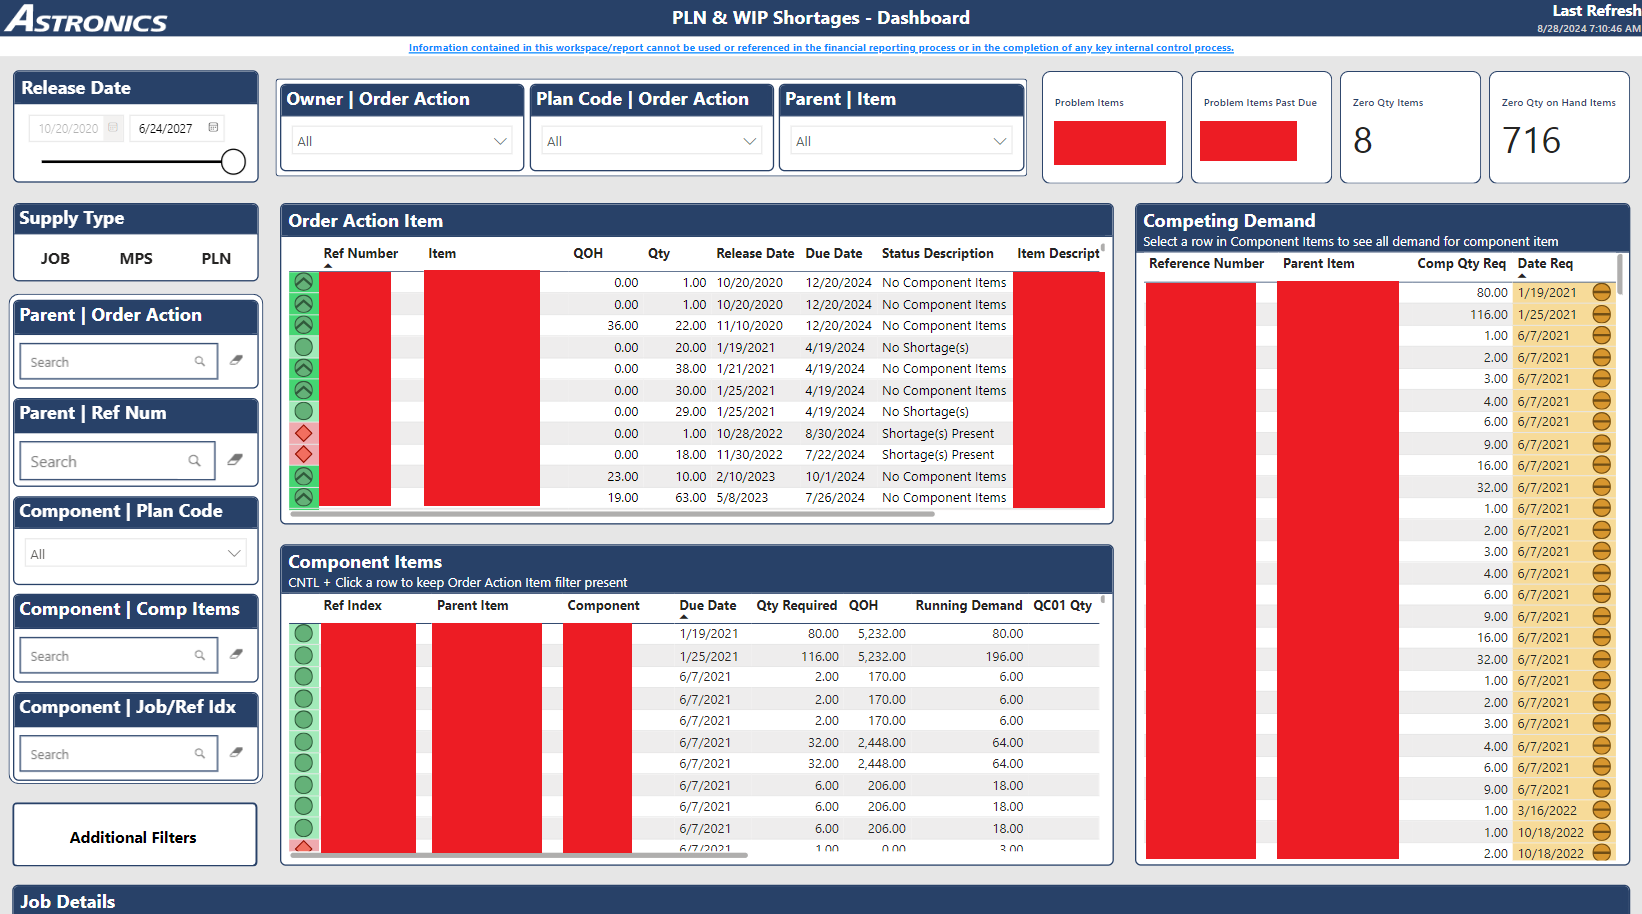 ASTRONICS
PLN & WIP Shortages - Dashboard
Last Refresh
8/28/2024 7:10:46 AM
Information contained in this workspace/report cannot be used or referenced in the financial reporting process or in the completion of any key internal control process.
Release Date
10/20/2020 6/24/2027
Owner | Order Action
All
Plan Code | Order Action
All
Parent | Item
All
Problem Items
Problem Items Past Due
Zero Qty Items
8
Zero Qty on Hand Items
716
Supply Type
JOB MPS PLN
Parent | Order Action
Search
Parent | Ref Num
Search
Component | Plan Code
All
Component | Comp Items
Search
Component | Job/Ref Idx
Search
Additional Filters
Order Action Item
Ref Number Item QOH Qty Release Date Due Date Status Description Item Descript
0.00 1.00 10/20/2020 12/20/2024 No Component Items
0.00 1.00 10/20/2020 12/20/2024 No Component Items
36.00 22.00 11/10/2020 12/20/2024 No Component Items
0.00 20.00 1/19/2021 4/19/2024 No Shortage(s)
0.00 38.00 1/21/2021 4/19/2024 No Component Items
0.00 30.00 1/25/2021 4/19/2024 No Component Items
0.00 29.00 1/25/2021 4/19/2024 No Shortage(s)
0.00 1.00 10/28/2022 8/30/2024 Shortage(s) Present
0.00 18.00 11/30/2022 7/22/2024 Shortage(s) Present
23.00 10.00 2/10/2023 10/1/2024 No Component Items
19.00 63.00 5/8/2023 7/26/2024 No Component Items
Component Items
CNTL + Click a row to keep Order Action Item filter present
Ref Index Parent Item Component Due Date Qty Required QOH Running Demand QC01 Qty
1/19/2021 80.00 5,232.00 80.00
1/25/2021 116.00 5,232.00 196.00
6/7/2021 2.00 170.00 6.00
6/7/2021 2.00 170.00 6.00
6/7/2021 2.00 170.00 6.00
6/7/2021 32.00 2,448.00 64.00
6/7/2021 32.00 2,448.00 64.00
6/7/2021 6.00 206.00 18.00
6/7/2021 6.00 206.00 18.00
6/7/2021 6.00 206.00 18.00
6/7/2021 1.00 0.00 3.00
Competing Demand
Select a row in Component Items to see all demand for component item
Reference Number Parent Item Comp Qty Req Date Req
80.00 1/19/2021
116.00 1/25/2021
1.00 6/7/2021
2.00 6/7/2021
3.00 6/7/2021
4.00 6/7/2021
6.00 6/7/2021
9.00 6/7/2021
16.00 6/7/2021
32.00 6/7/2021
1.00 6/7/2021
2.00 6/7/2021
3.00 6/7/2021
4.00 6/7/2021
6.00 6/7/2021
9.00 6/7/2021
16.00 6/7/2021
32.00 6/7/2021
1.00 6/7/2021
2.00 6/7/2021
3.00 6/7/2021
4.00 6/7/2021
6.00 6/7/2021
9.00 6/7/2021
1.00 3/16/2022
1.00 10/18/2022
2.00 10/18/2022
Job Details